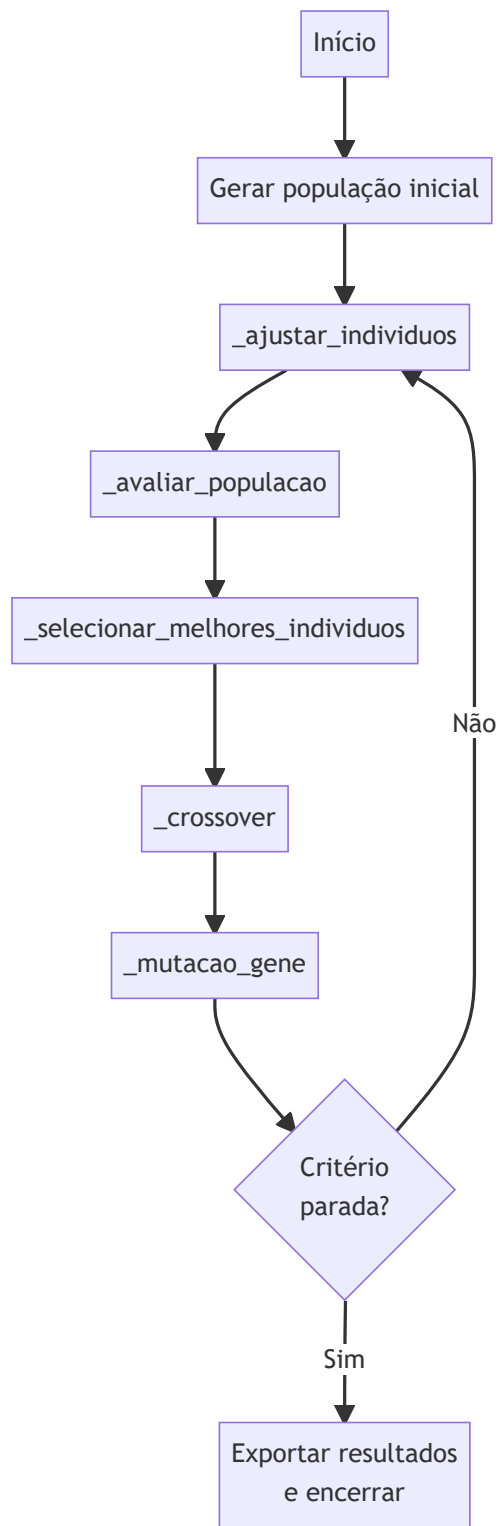 Início
Gerar população inicial
_ajustar_individuos
_avaliar_populacao
_selecionar_melhores_individuos
Não
_crossover
_mutacao_gene
Critério
parada?
Sim
Exportar resultados
e encerrar